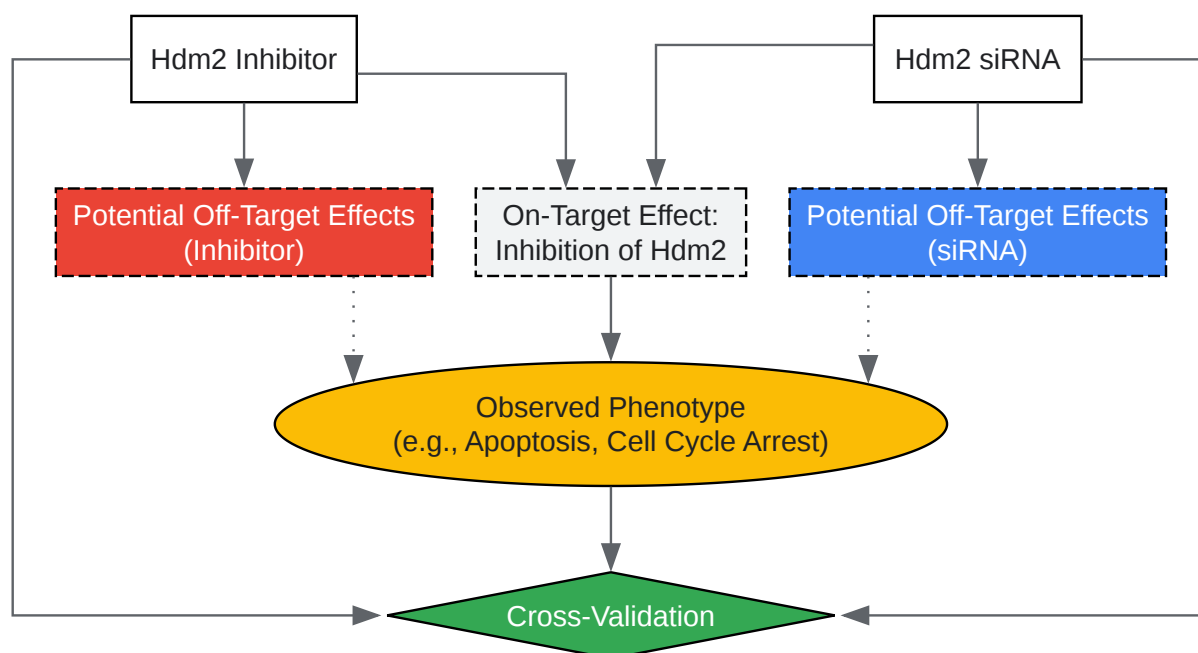 Hdm2 Inhibitor
Hdm2 siRNA
Potential Off-Target Effects
(Inhibitor)
On-Target Effect:
Inhibition of Hdm2
Potential Off-Target Effects
(siRNA)
Observed Phenotype
(e.g., Apoptosis, Cell Cycle Arrest)
Cross-Validation